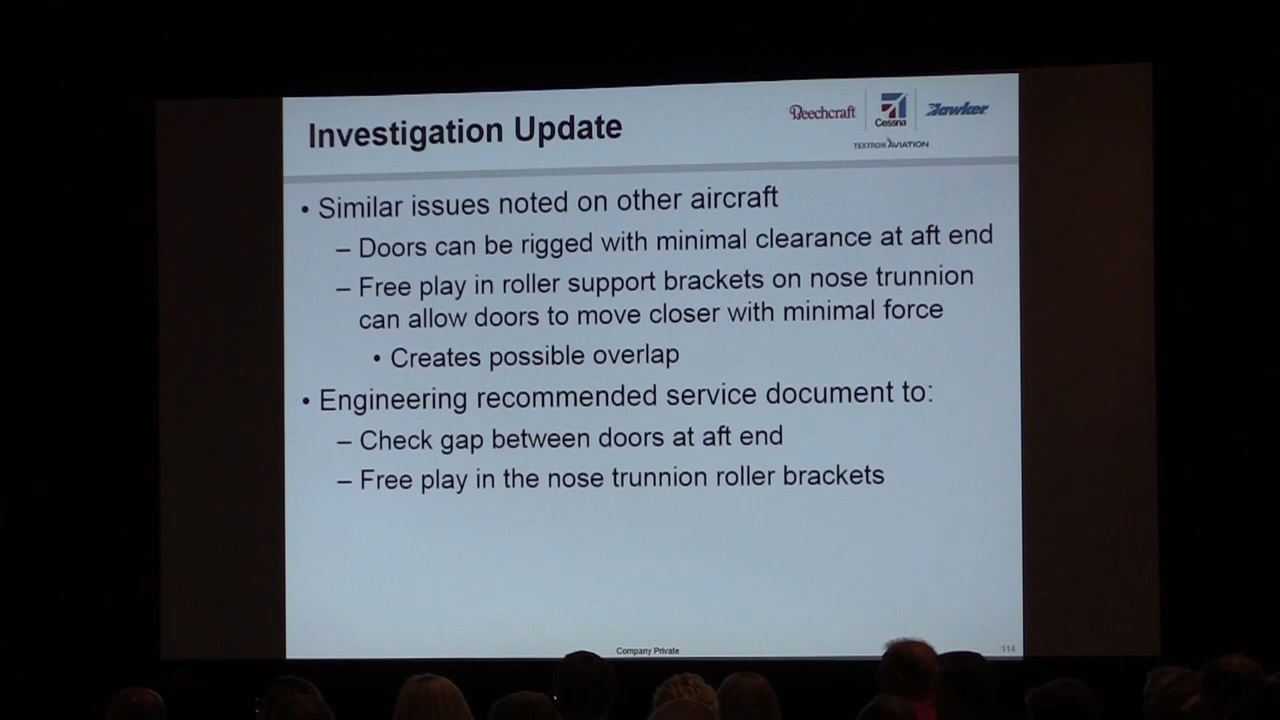 Investigation Update
Beechcraft
Cessna
Hawker
TEXTRON AVIATION
• Similar issues noted on other aircraft
– Doors can be rigged with minimal clearance at aft end
– Free play in roller support brackets on nose trunnion
can allow doors to move closer with minimal force
• Creates possible overlap
• Engineering recommended service document to:
– Check gap between doors at aft end
– Free play in the nose trunnion roller brackets
Company Private
114